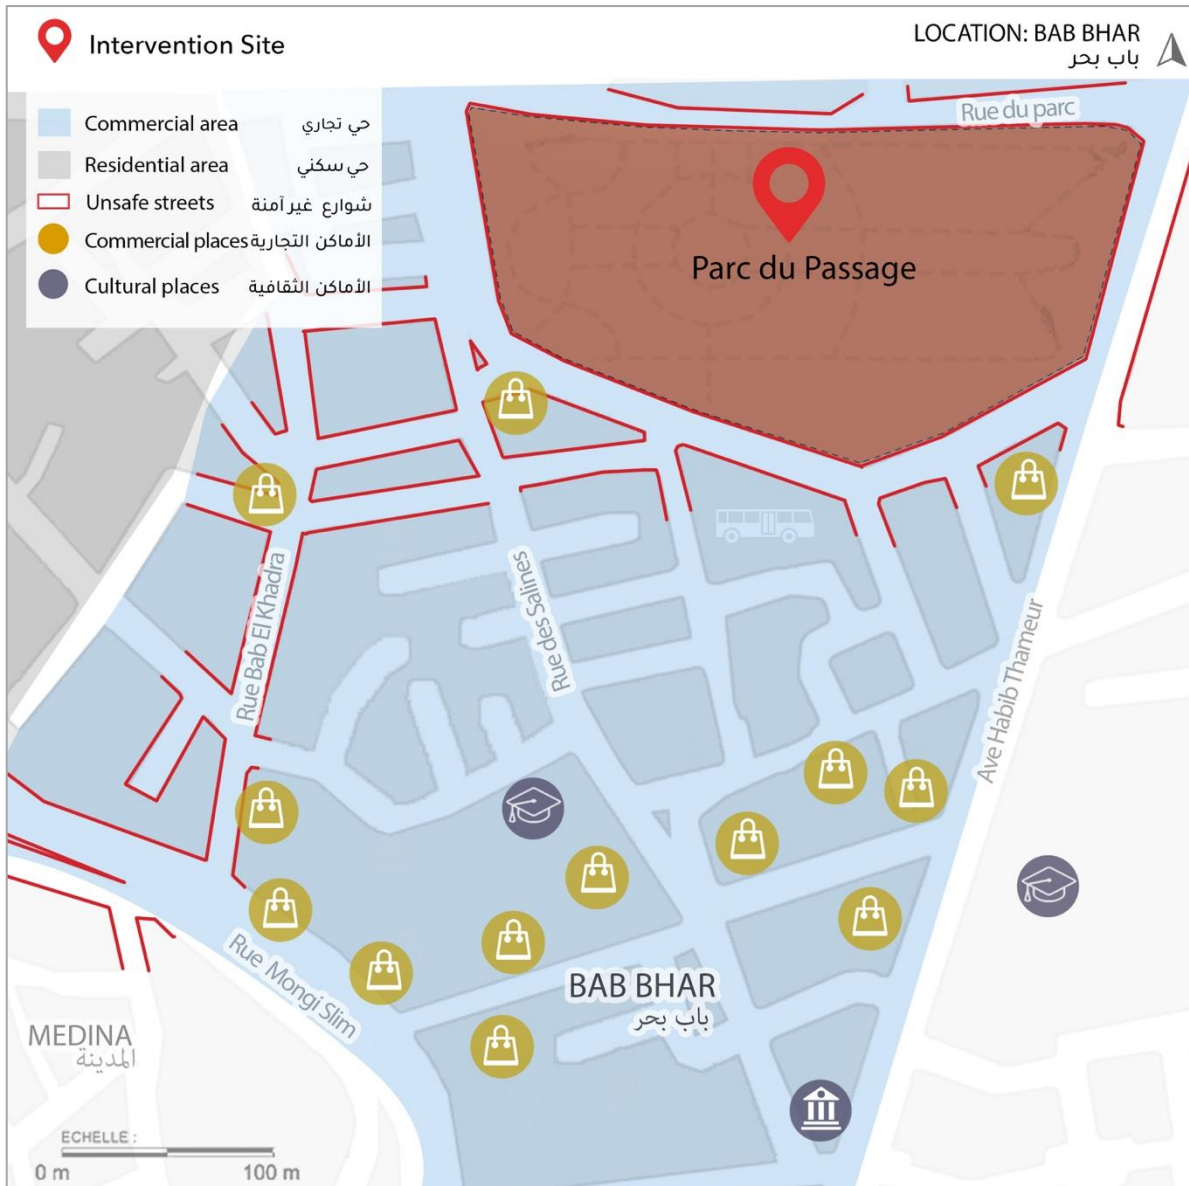 Intervention Site
LOCATION: BAB BHAR
باب بحر
Commercial area حي تجاري
Residential area حي سكني
Unsafe streets شوارع غير آمنة
Commercial places الأماكن التجارية
Cultural places الأماكن الثقافية
Rue du parc
Parc du Passage
Rue Bab El Khadra
Rue des Salines
Ave Habib Thameur
Rue Mongi Slim
BAB BHAR
باب بحر
MEDINA
المدينة
ECHELLE :
0 m 100 m